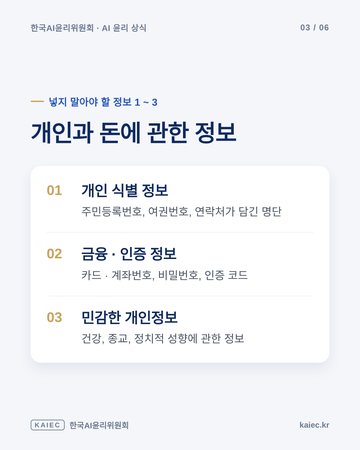 한국AI윤리위원회 · AI 윤리 상식
03 / 06
넣지 말아야 할 정보 1 ~ 3
개인과 돈에 관한 정보
01 개인 식별 정보
주민등록번호, 여권번호, 연락처가 담긴 명단
02 금융 · 인증 정보
카드 · 계좌번호, 비밀번호, 인증 코드
03 민감한 개인정보
건강, 종교, 정치적 성향에 관한 정보
KAIEC 한국AI윤리위원회
kaiec.kr